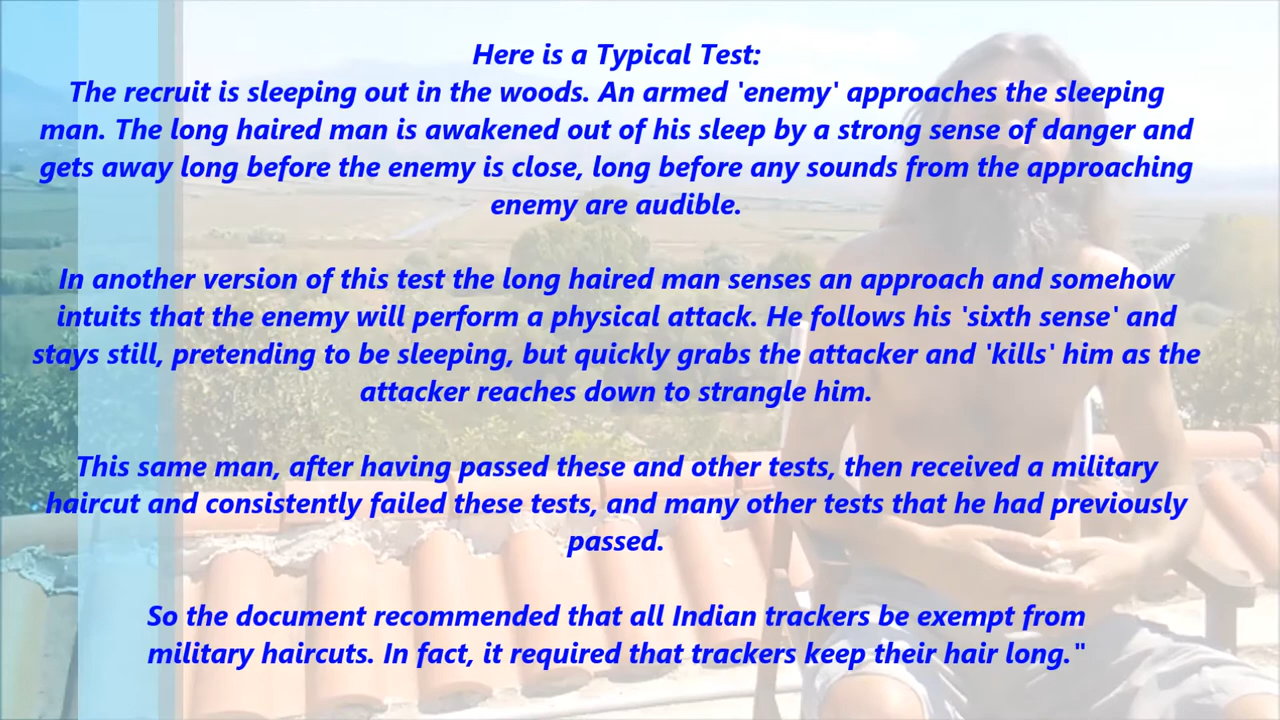 Here is a Typical Test:
The recruit is sleeping out in the woods. An armed 'enemy' approaches the sleeping
man. The long haired man is awakened out of his sleep by a strong sense of danger and
gets away long before the enemy is close, long before any sounds from the approaching
enemy are audible.
In another version of this test the long haired man senses an approach and somehow
intuits that the enemy will perform a physical attack. He follows his 'sixth sense' and
stays still, pretending to be sleeping, but quickly grabs the attacker and 'kills' him as the
attacker reaches down to strangle him.
This same man, after having passed these and other tests, then received a military
haircut and consistently failed these tests, and many other tests that he had previously
passed.
So the document recommended that all Indian trackers be exempt from
military haircuts. In fact, it required that trackers keep their hair long."